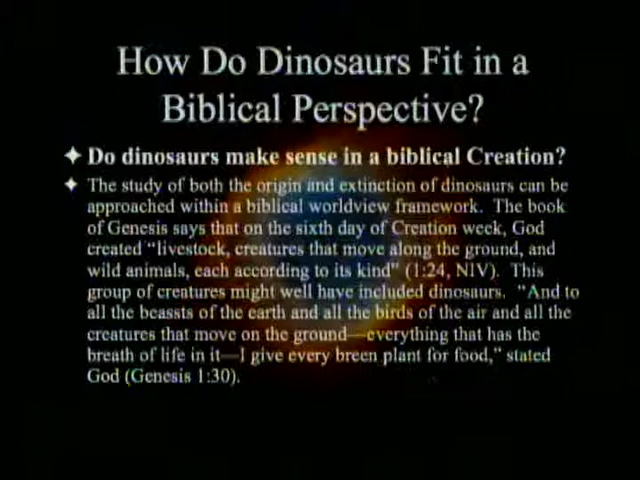 How Do Dinosaurs Fit in a
Biblical Perspective?
Do dinosaurs make sense in a biblical Creation?
The study of both the origin and extinction of dinosaurs can be
approached within a biblical worldview framework. The book
of Genesis says that on the sixth day of Creation week, God
created “livestock, creatures that move along the ground, and
wild animals, each according to its kind” (1:24, NIV). This
group of creatures might well have included dinosaurs. “And to
all the beassts of the earth and all the birds of the air and all the
creatures that move on the ground—everything that has the
breath of life in it—I give every breen plant for food,” stated
God (Genesis 1:30).